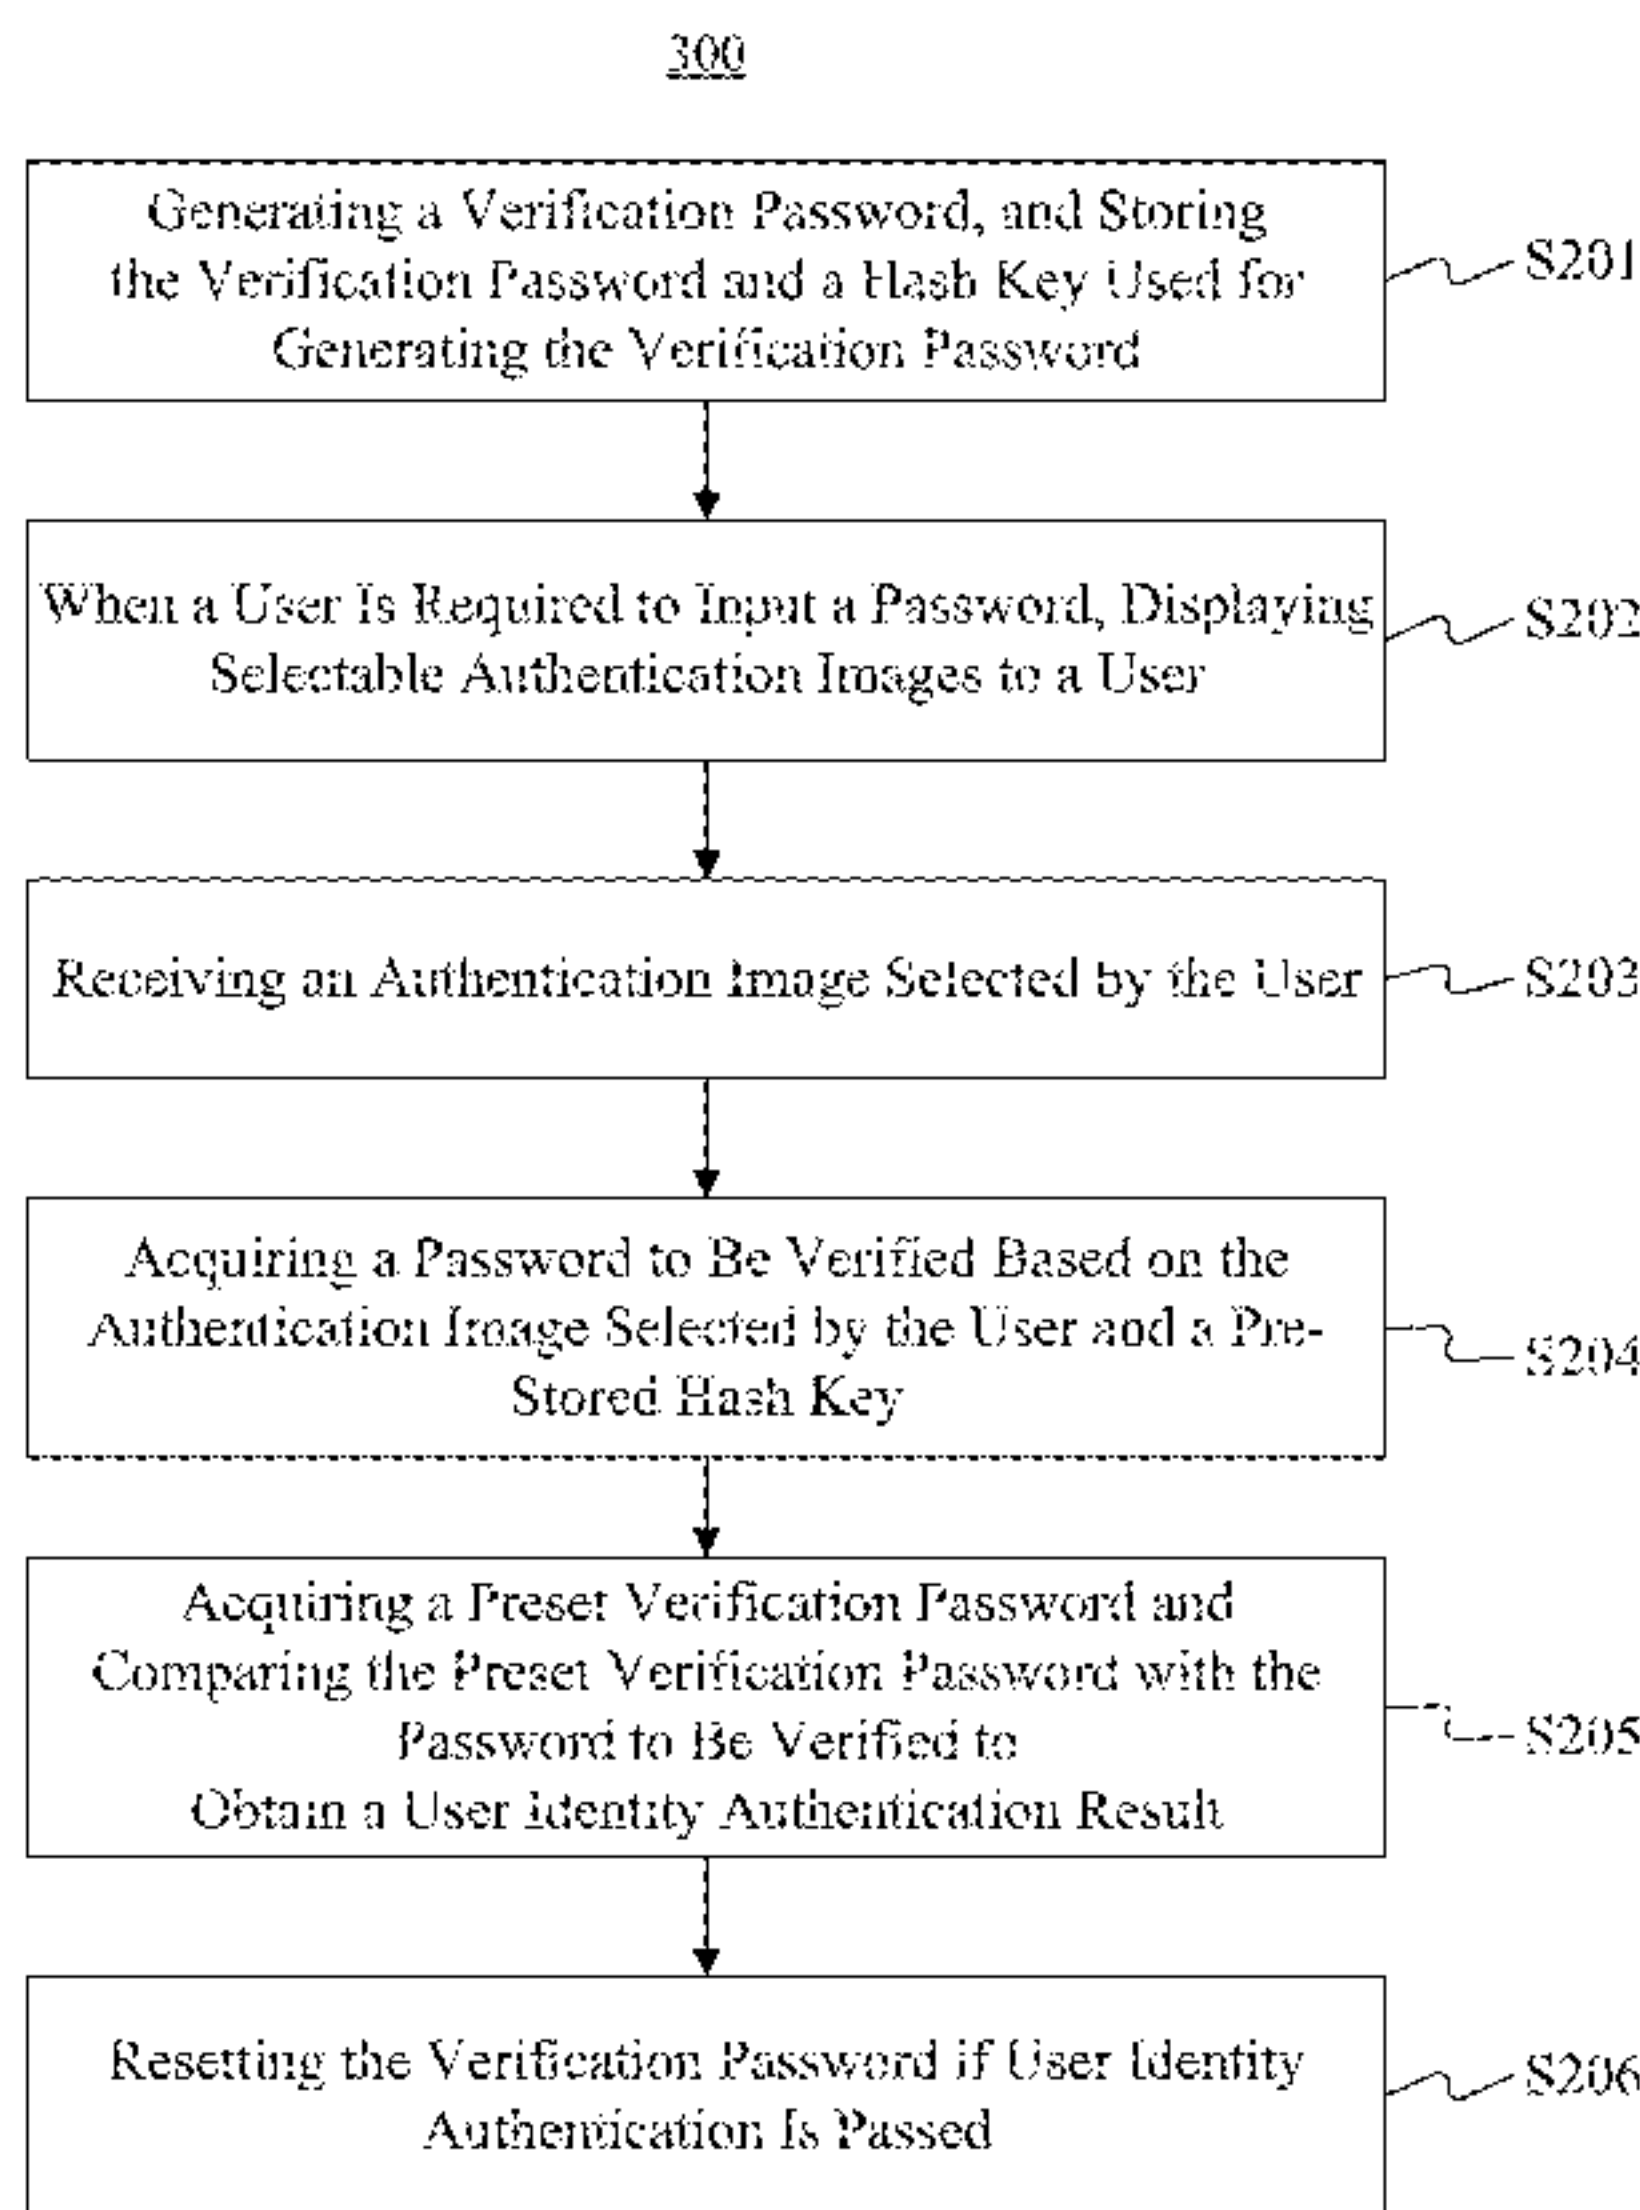 300
Generating a Verification Password, and Storing
the Verification Password and a Hash Key Used for
Generating the Verification Password
S201
When a User Is Required to Input a Password, Displaying
Selectable Authentication Images to a User
S202
Receiving an Authentication Image Selected by the User
S203
Acquiring a Password to Be Verified Based on the
Authentication Image Selected by the User and a Pre-
Stored Hash Key
S204
Acquiring a Preset Verification Password and
Comparing the Preset Verification Password with the
Password to Be Verified to
Obtain a User Identity Authentication Result
S205
Resetting the Verification Password if User Identity
Authentication Is Passed
S206